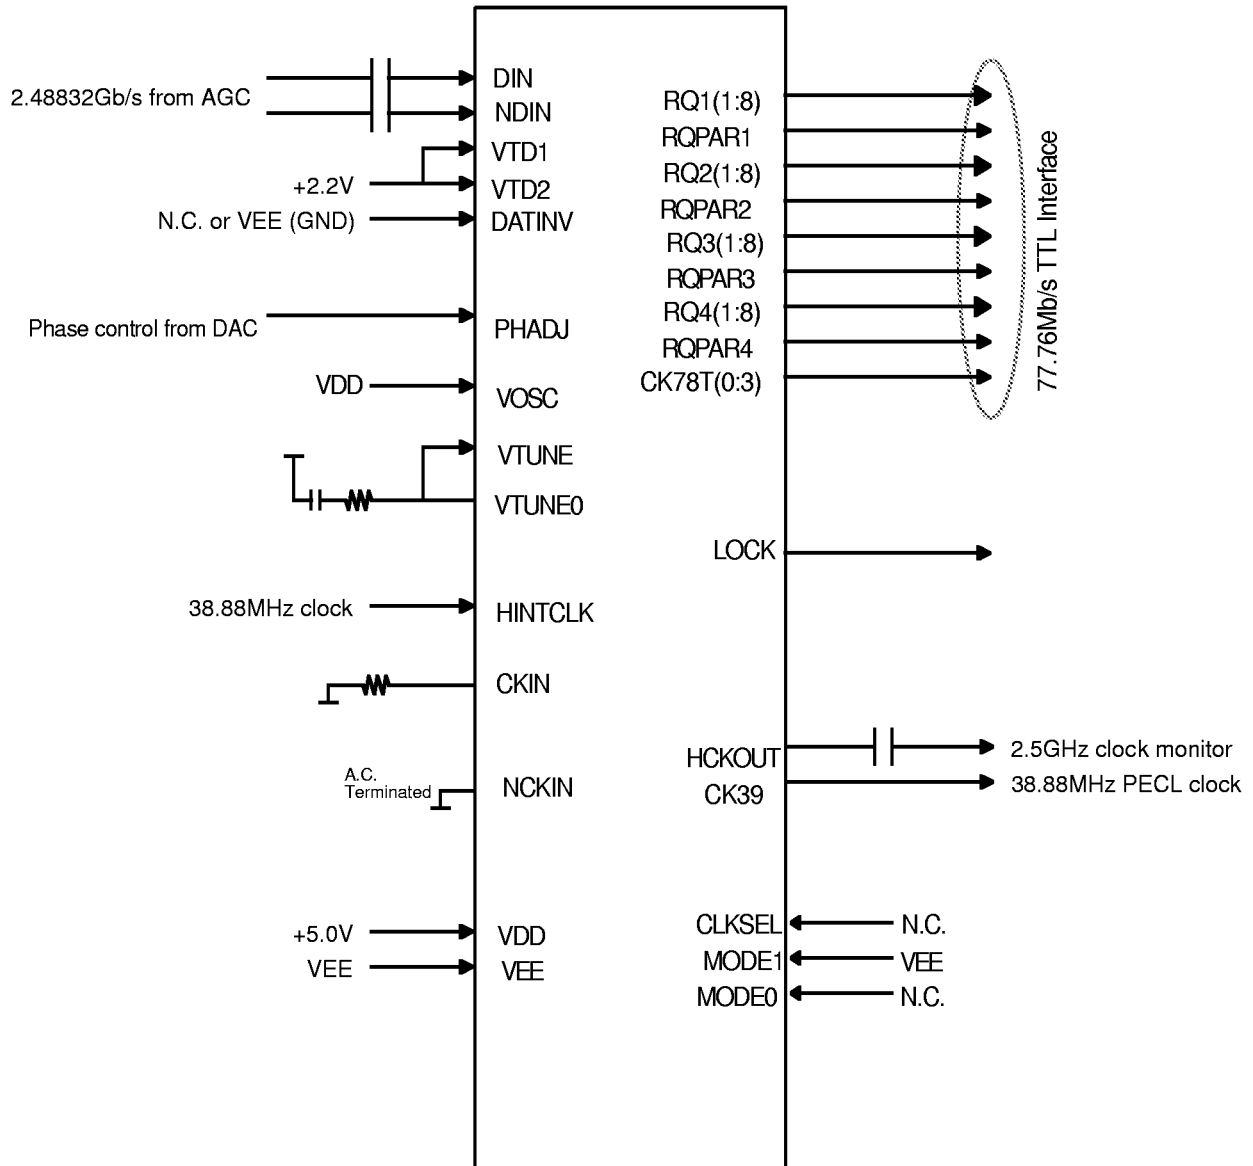 2.48832Gb/s from AGC
DIN
NDIN
VTD1
+2.2V
VTD2
N.C. or VEE (GND)
DATINV
Phase control from DAC
PHADJ
VDD
VOSC
VTUNE
VTUNE0
38.88MHz clock
HINTCLK
CKIN
A.C.
Terminated
NCKIN
+5.0V
VDD
VEE
VEE
RQ1(1:8)
RQPAR1
RQ2(1:8)
RQPAR2
RQ3(1:8)
RQPAR3
RQ4(1:8)
RQPAR4
CK78T(0:3)
77.76Mb/s TTL Interface
LOCK
HCKOUT
2.5GHz clock monitor
CK39
38.88MHz PECL clock
CLKSEL
N.C.
MODE1
VEE
MODE0
N.C.